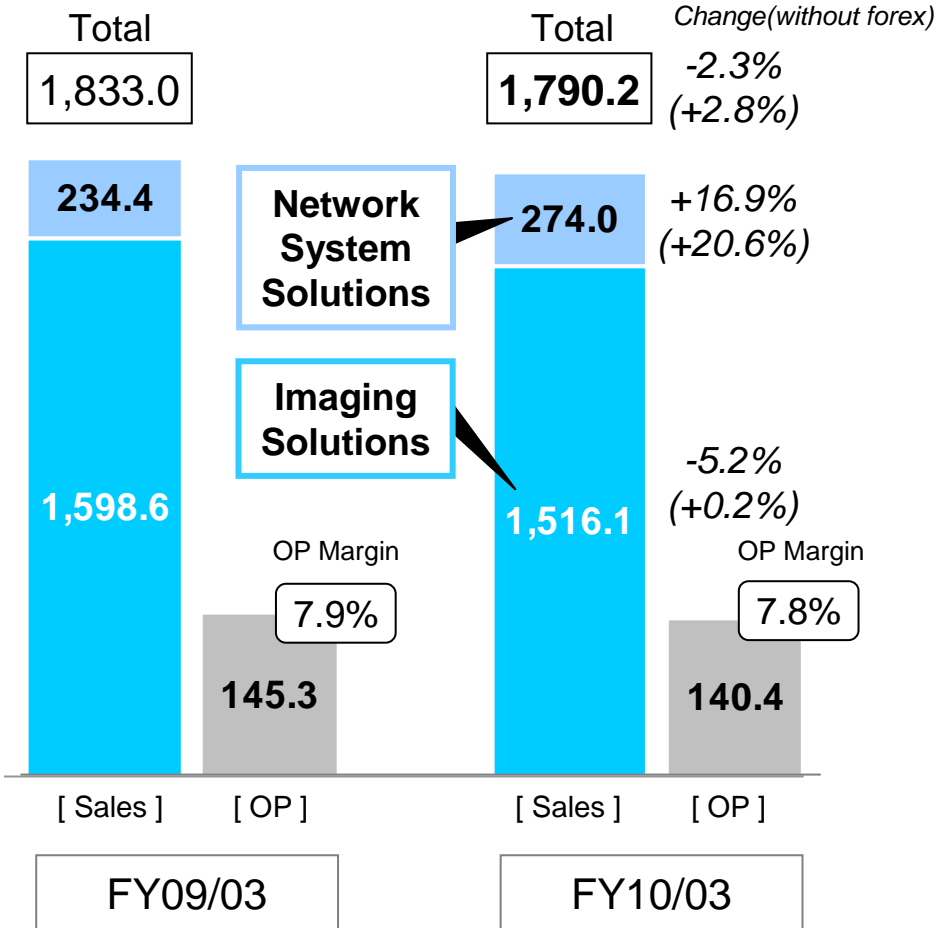 Change(without forex)
Total
Total
1,833.0
1,790.2
-2.3%
(+2.8%)
234.4
Network
System
Solutions
274.0
+16.9%
(+20.6%)
Imaging
Solutions
1,598.6
1,516.1
-5.2%
(+0.2%)
OP Margin
OP Margin
7.9%
7.8%
145.3
140.4
[ Sales ]
[ OP ]
[ Sales ]
[ OP ]
FY09/03
FY10/03